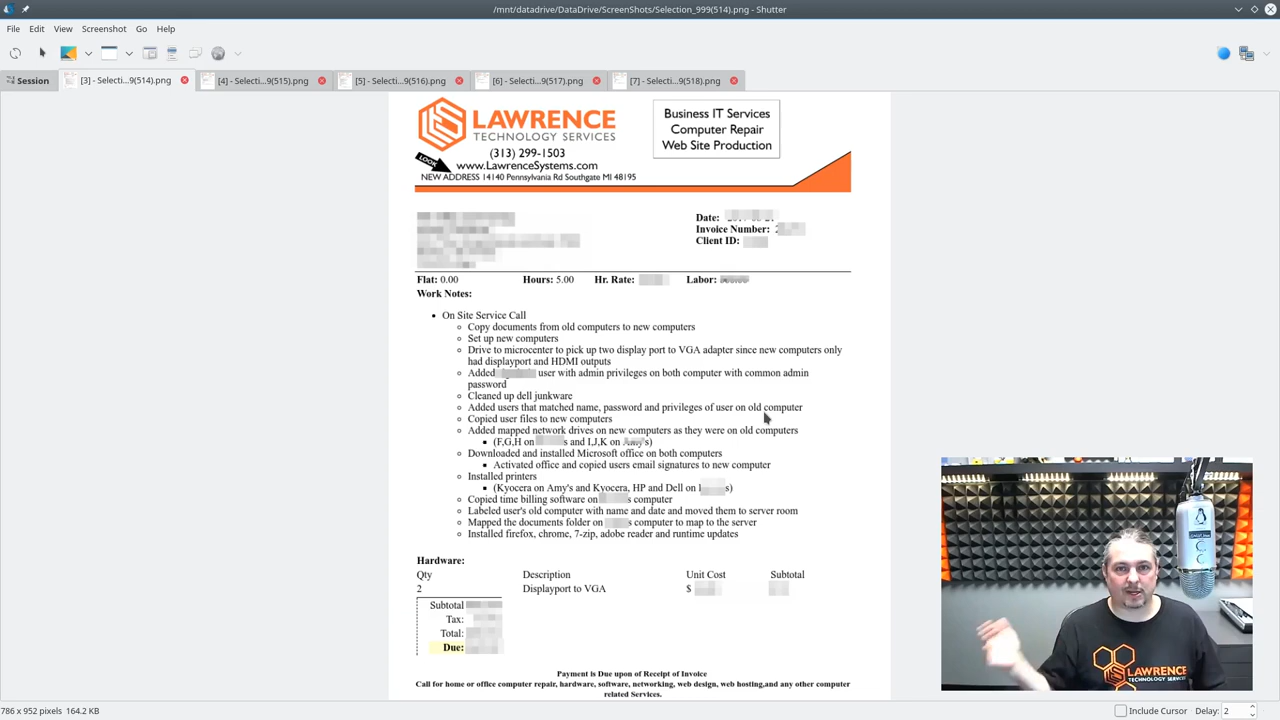 /mnt/datadrive/DataDrive/ScreenShots/Selection_999(514).png - Shutter
File Edit View Screenshot Go Help
Session [3] - Selecti...9(514).png [4] - Selecti...9(515).png [5] - Selecti...9(516).png [6] - Selecti...9(517).png [7] - Selecti...9(518).png
LAWRENCE
TECHNOLOGY SERVICES
(313) 299-1503
LOOK
www.LawrenceSystems.com
NEW ADDRESS 14140 Pennsylvania Rd Southgate MI 48195
Business IT Services
Computer Repair
Web Site Production
Date:
Invoice Number:
Client ID:
Flat: 0.00 Hours: 5.00 Hr. Rate: Labor:
Work Notes:
• On Site Service Call
Copy documents from old computers to new computers
Set up new computers
Drive to microcenter to pick up two display port to VGA adapter since new computers only
had displayport and HDMI outputs
Added user with admin privileges on both computer with common admin
password
Cleaned up dell junkware
Added users that matched name, password and privileges of user on old computer
Copied user files to new computers
Added mapped network drives on new computers as they were on old computers
(F,G,H on s and I,J,K on Amy's)
Downloaded and installed Microsoft office on both computers
Activated office and copied users email signatures to new computer
Installed printers
(Kyocera on Amy's and Kyocera, HP and Dell on s)
Copied time billing software on s computer
Labeled user's old computer with name and date and moved them to server room
Mapped the documents folder on s computer to map to the server
Installed firefox, chrome, 7-zip, adobe reader and runtime updates
Hardware:
Qty Description Unit Cost Subtotal
2 Displayport to VGA $
Subtotal
Tax:
Total:
Due:
Payment is Due upon of Receipt of Invoice
Call for home or office computer repair, hardware, software, networking, web design, web hosting,and any other computer
related Services.
LAWRENCE
786 x 952 pixels 164.2 KB
Include Cursor Delay: 2